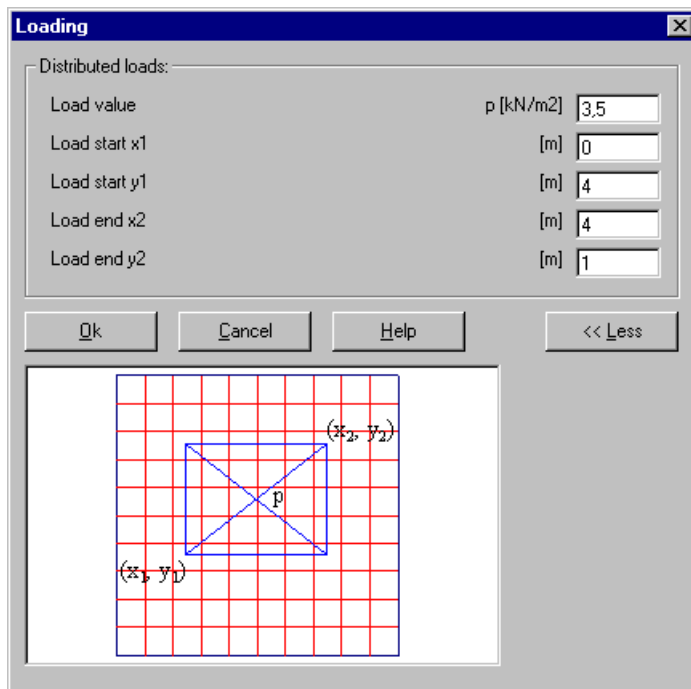 Loading
Distributed loads:
Load value p [kN/m2] 3,5
Load start x1 [m] 0
Load start y1 [m] 4
Load end x2 [m] 4
Load end y2 [m] 1
Ok Cancel Help << Less
(x₂, y₂)
p
(x₁, y₁)